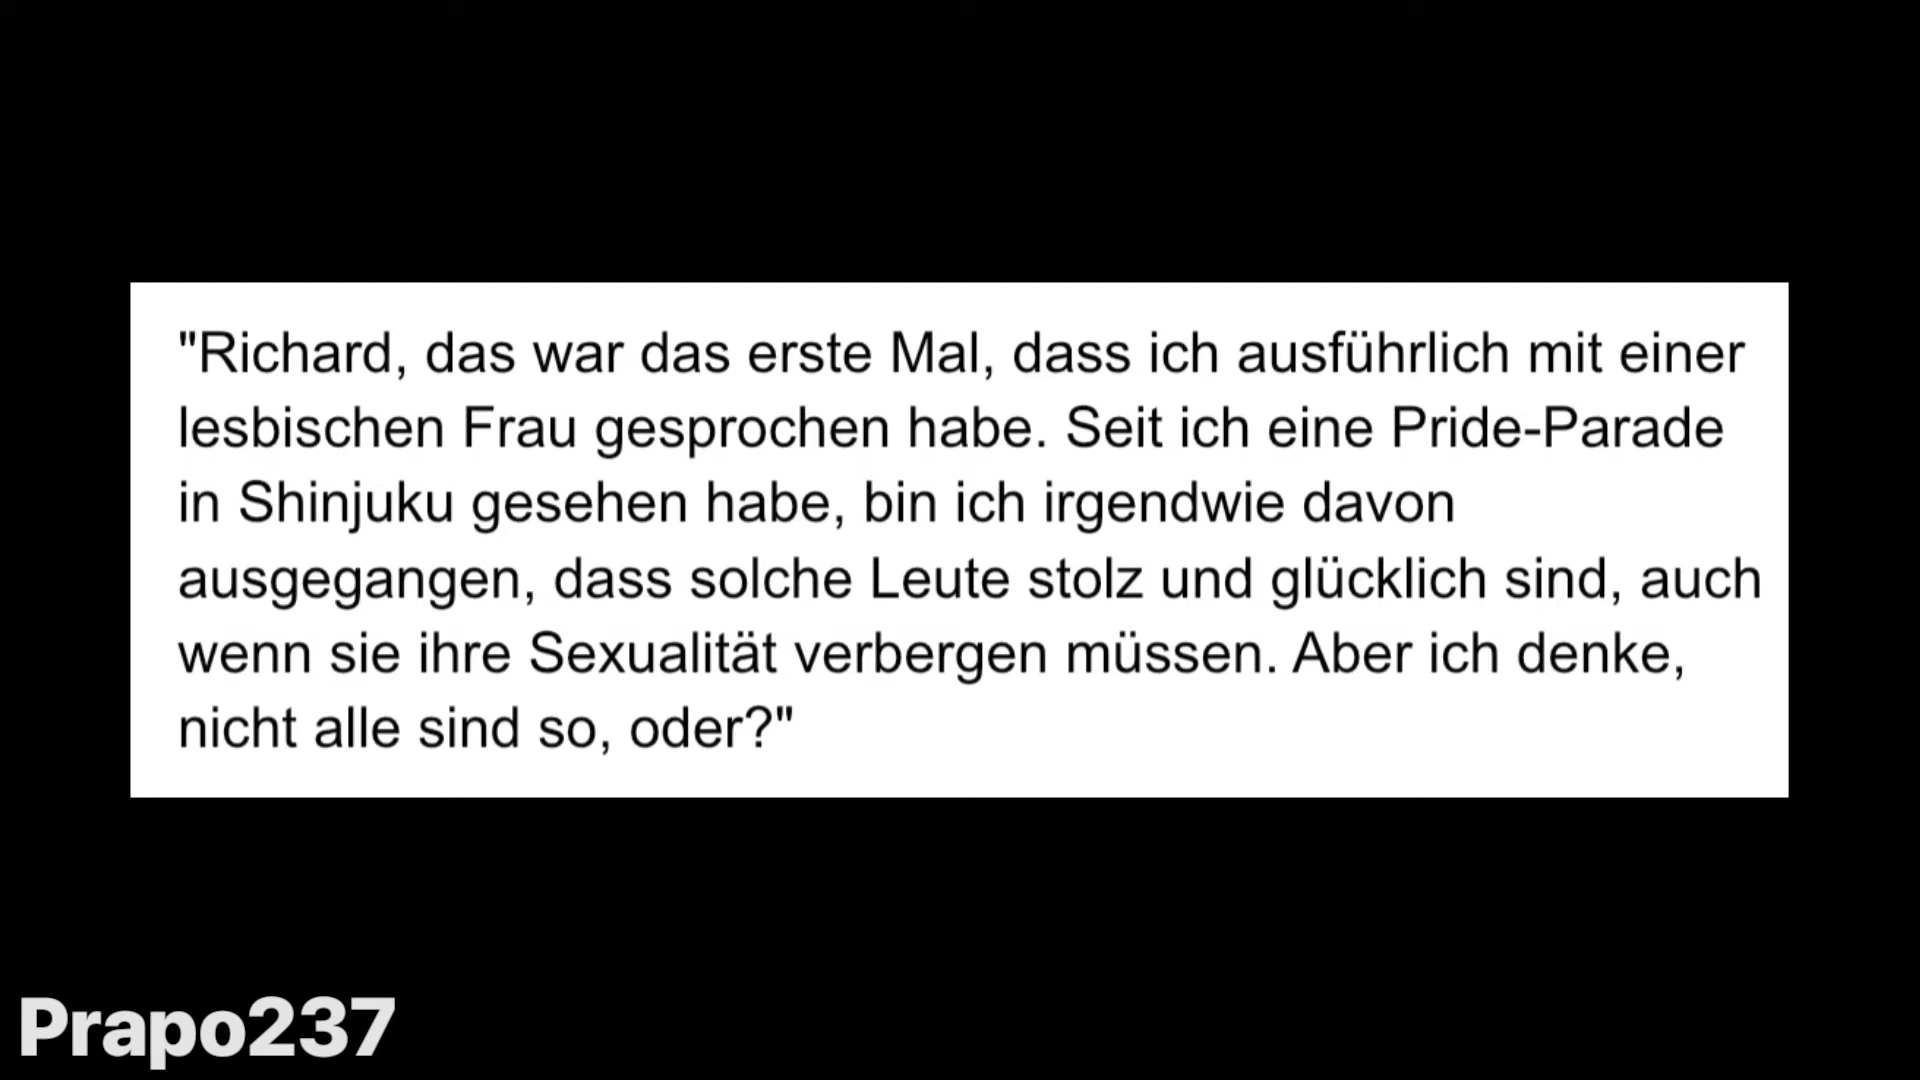 "Richard, das war das erste Mal, dass ich ausführlich mit einer
lesbischen Frau gesprochen habe. Seit ich eine Pride-Parade
in Shinjuku gesehen habe, bin ich irgendwie davon
ausgegangen, dass solche Leute stolz und glücklich sind, auch
wenn sie ihre Sexualität verbergen müssen. Aber ich denke,
nicht alle sind so, oder?"
Prapo237